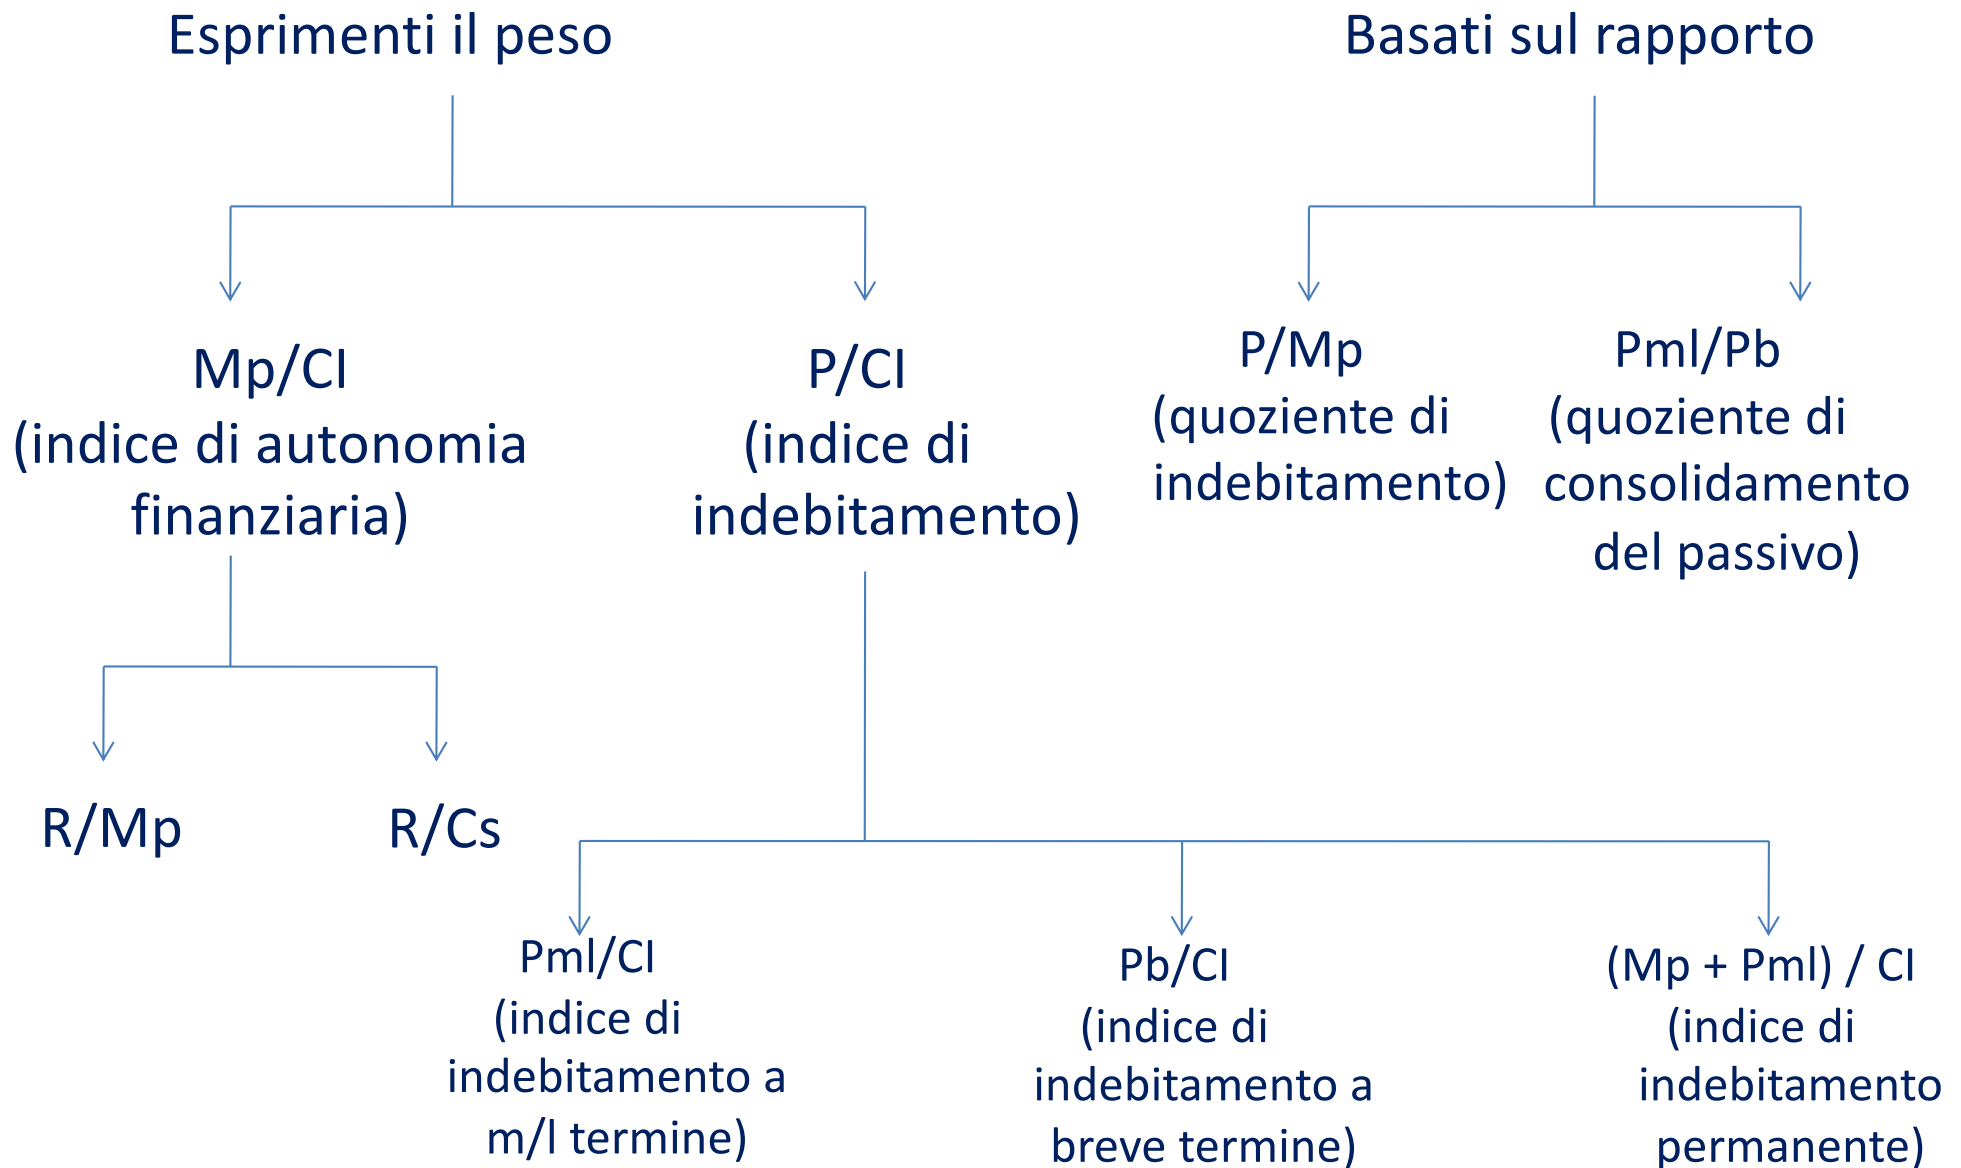 Esprimenti il peso
Basati sul rapporto
Mp/CI
(indice di autonomia
finanziaria)
P/CI
(indice di
indebitamento)
P/Mp
(quoziente di
indebitamento)
Pml/Pb
(quoziente di
consolidamento
del passivo)
R/Mp
R/Cs
Pml/CI
(indice di
indebitamento a
m/l termine)
Pb/CI
(indice di
indebitamento a
breve termine)
(Mp + Pml) / CI
(indice di
indebitamento
permanente)